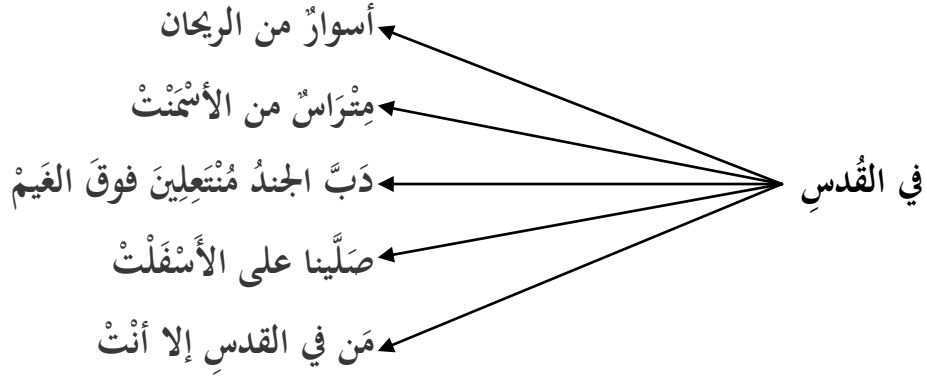 في القُدسِ
أسوارٌ من الريحان
مِتْرَاسٌ من الأسْمَنْتْ
دَبَّ الجندُ مُنْتَعِلِينَ فوقَ الغَيمْ
صَلَّينا على الأَسْفَلْتْ
مَن في القدسِ إلا أنْتْ